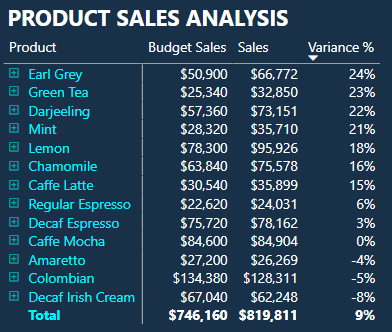 PRODUCT SALES ANALYSIS
Product Budget Sales Sales Variance %
Earl Grey $50,900 $66,772 24%
Green Tea $25,340 $32,850 23%
Darjeeling $57,360 $73,151 22%
Mint $28,320 $35,710 21%
Lemon $78,300 $95,926 18%
Chamomile $63,840 $75,578 16%
Caffe Latte $30,540 $35,899 15%
Regular Espresso $22,620 $24,031 6%
Decaf Espresso $75,720 $78,162 3%
Caffe Mocha $84,600 $84,904 0%
Amaretto $27,200 $26,269 -4%
Colombian $134,380 $128,311 -5%
Decaf Irish Cream $67,040 $62,248 -8%
Total $746,160 $819,811 9%